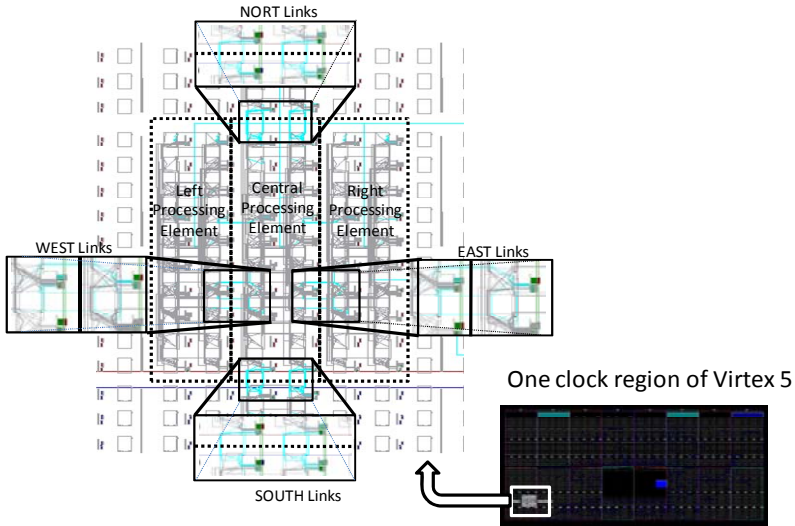 NORT Links
Left
Processing
Element
Central
Processing
Element
Right
Processing
Element
WEST Links
EAST Links
One clock region of Virtex 5
SOUTH Links